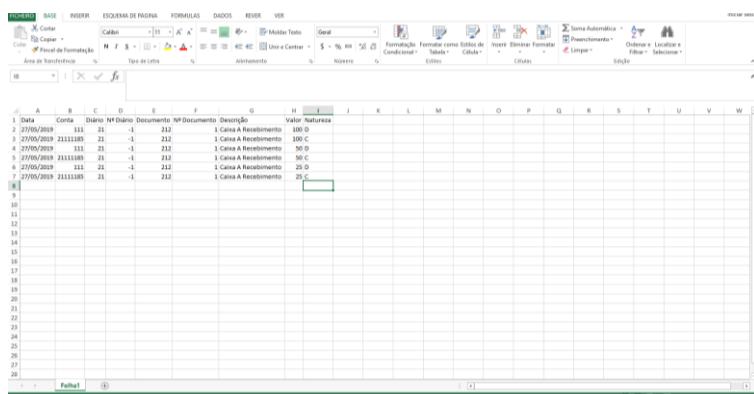 FICHEIRO BASE INSERIR ESQUEMA DE PÁGINA FORMULAS DADOS REVER VER Iniciar sess
Cortar Calibri 11 Moldar Texto Geral Soma Automática
Copiar Preenchimento
Colar Pincel de Formatação N I S Unir e Centrar $ % 000 Formatação Condicional Formatar como Tabela Estilos de Célula Inserir Eliminar Formatar Limpar Ordenar e Filtrar Localizar e Selecionar
Área de Transferência Tipo de Letra Alinhamento Número Estilos Células Edição
I8 fx
A B C D E F G H I J K L M N O P Q R S T U V W
1 Data Conta Diário Nº Diário Documento Nº Documento Descrição Valor Natureza
2 27/05/2019 111 21 -1 212 1 Caixa A Recebimento 100 D
3 27/05/2019 21111185 21 -1 212 1 Caixa A Recebimento 100 C
4 27/05/2019 111 21 -1 212 1 Caixa A Recebimento 50 D
5 27/05/2019 21111185 21 -1 212 1 Caixa A Recebimento 50 C
6 27/05/2019 111 21 -1 212 1 Caixa A Recebimento 25 D
7 27/05/2019 21111185 21 -1 212 1 Caixa A Recebimento 25 C
8
9
10
11
12
13
14
15
16
17
18
19
20
21
22
23
24
25
26
27
28
Folha1